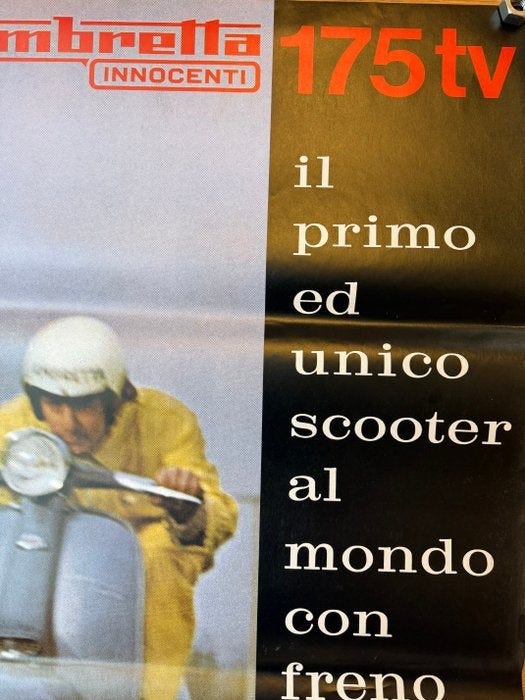 mbretta
INNOCENTI
175 tv
il
primo
ed
unico
scooter
al
mondo
con
freno